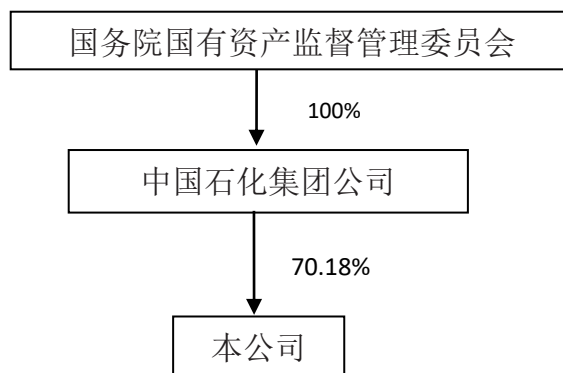 国务院国有资产监督管理委员会
100%
中国石化集团公司
70.18%
本公司